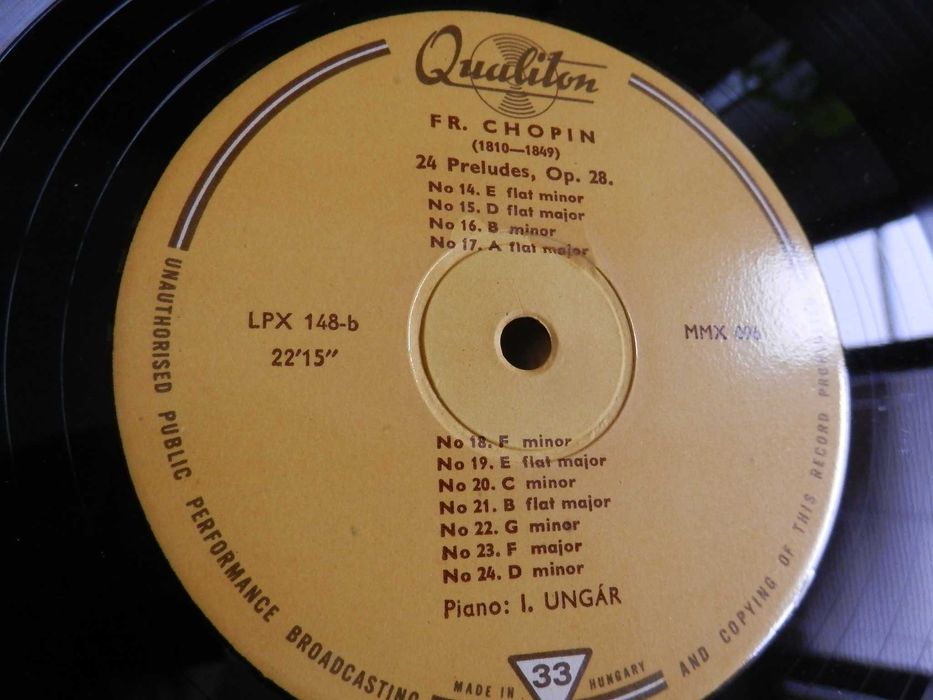 Qualiton
FR. CHOPIN
(1810—1849)
24 Preludes, Op. 28.
No 14. E flat minor
No 15. D flat major
No 16. B minor
No 17. A flat major
LPX 148-b
22'15"
MMX
No 18. F minor
No 19. E flat major
No 20. C minor
No 21. B flat major
No 22. G minor
No 23. F major
No 24. D minor
Piano: I. UNGÁR
MADE IN 33 HUNGARY
UNAUTHORISED PUBLIC PERFORMANCE BROADCASTING AND COPYING OF THIS RECORD